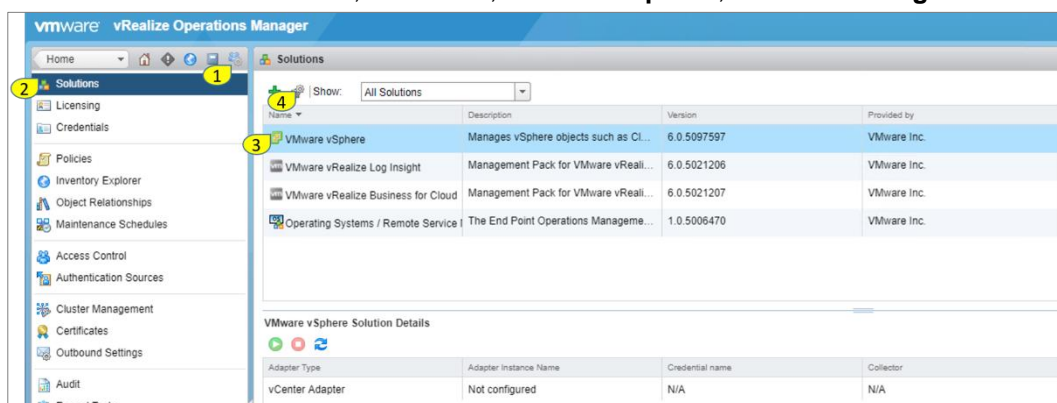 vmware vRealize Operations Manager
Home
1
Solutions
2
Solutions
Licensing
Credentials
Policies
Inventory Explorer
Object Relationships
Maintenance Schedules
Access Control
Authentication Sources
Cluster Management
Certificates
Outbound Settings
Audit
4
Show: All Solutions
Name Description Version Provided by
3
VMware vSphere Manages vSphere objects such as Cl... 6.0.5097597 VMware Inc.
VMware vRealize Log Insight Management Pack for VMware vReali... 6.0.5021206 VMware Inc.
VMware vRealize Business for Cloud Management Pack for VMware vReali... 6.0.5021207 VMware Inc.
Operating Systems / Remote Service The End Point Operations Manageme... 1.0.5006470 VMware Inc.
VMware vSphere Solution Details
Adapter Type Adapter Instance Name Credential name Collector
vCenter Adapter Not configured N/A N/A